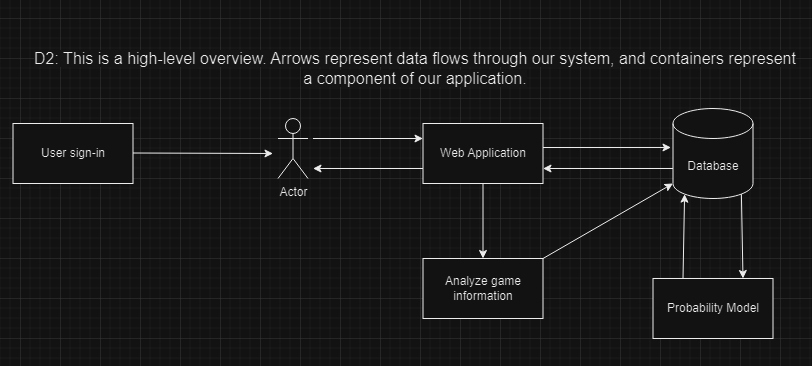 D2: This is a high-level overview. Arrows represent data flows through our system, and containers represent
a component of our application.
User sign-in
Actor
Web Application
Database
Analyze game
information
Probability Model